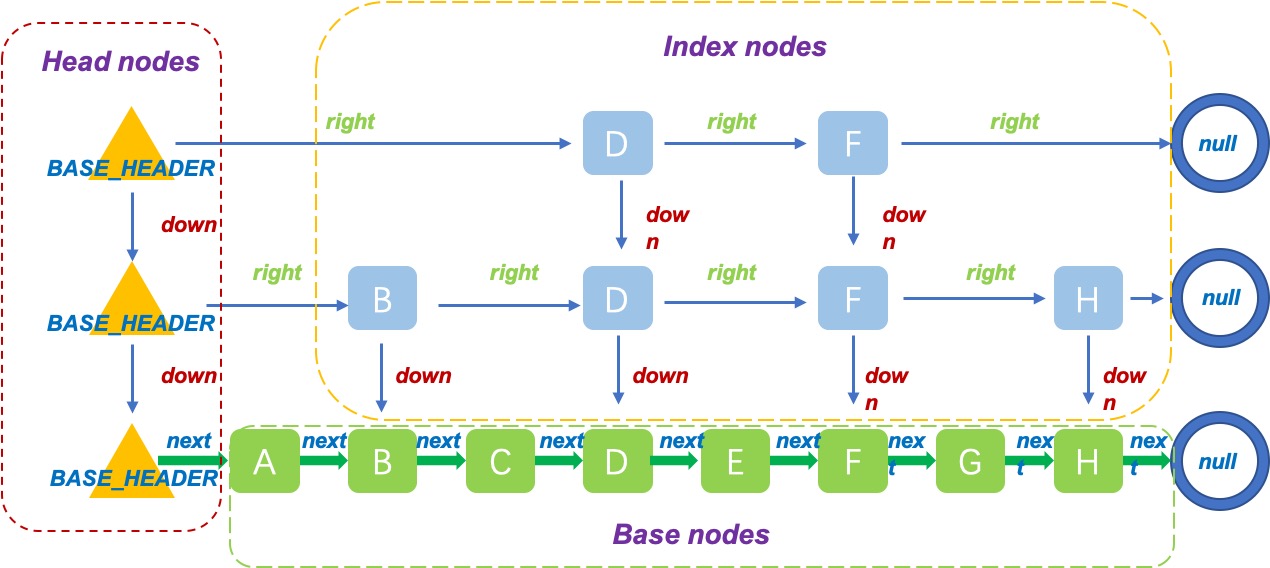 Head nodes
Index nodes
right
right
right
BASE_HEADER
D
F
null
down
dow
n
dow
n
right
right
right
right
BASE_HEADER
B
D
F
H
null
down
down
down
dow
n
dow
n
next
next
next
next
next
next
nex
t
nex
t
nex
t
BASE_HEADER
A
B
C
D
E
F
G
H
null
Base nodes